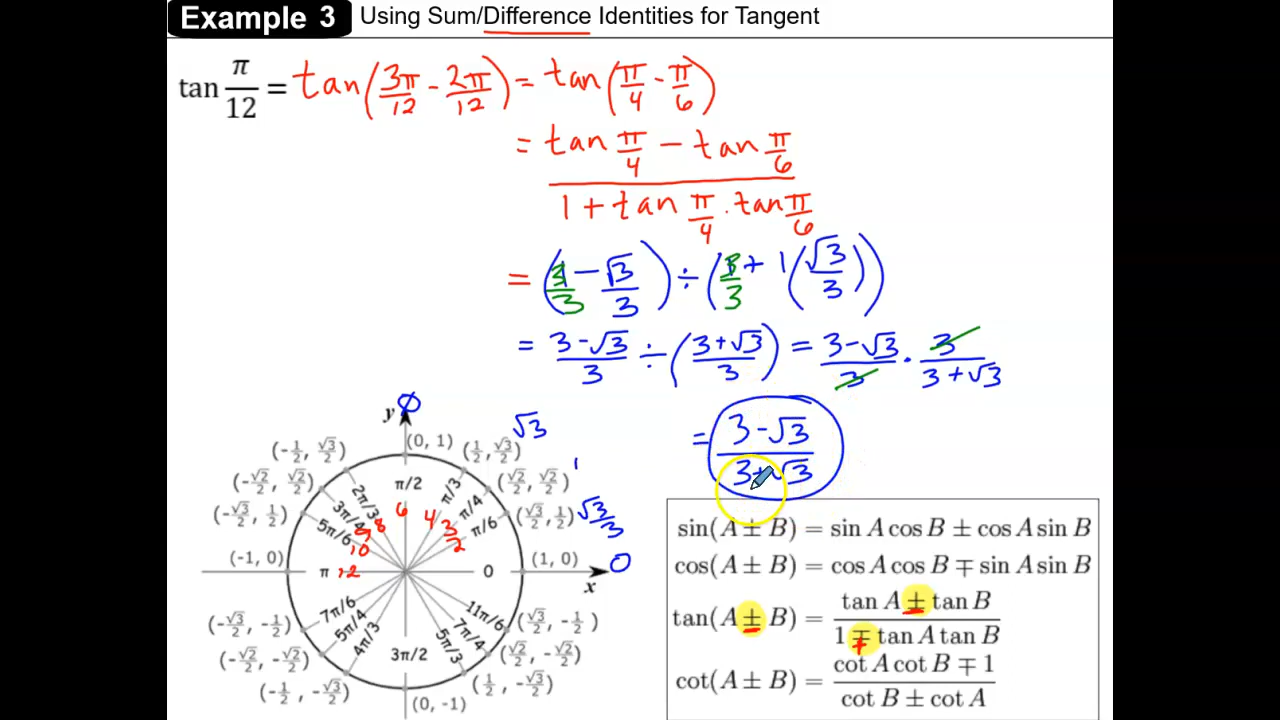 Example 3 Using Sum/Difference Identities for Tangent
tan π/12 = tan(3π/12 - 2π/12) = tan(π/4 - π/6)
= tan π/4 - tan π/6
1 + tan π/4 · tan π/6
= (3/3 - √3/3) ÷ (3/3 + 1(√3/3))
= 3-√3/3 ÷ (3+√3/3) = 3-√3/3 · 3/3+√3
= 3-√3
3+√3
y ϕ
√3
(0, 1)
(-1/2, √3/2) (1/2, √3/2)
1
(-√2/2, √2/2) 2π/3 π/2 π/3 (√2/2, √2/2)
(-√3/2, 1/2) 3π/4 8 6 4 π/4 (√3/2, 1/2) √3/3
5π/6 9 3 π/6
10 2
(-1, 0) π 12 0 (1, 0) 0
x
7π/6 11π/6
(-√3/2, -1/2) 5π/4 7π/4 (√3/2, -1/2)
(-√2/2, -√2/2) 4π/3 3π/2 5π/3 (√2/2, -√2/2)
(-1/2, -√3/2) (1/2, -√3/2)
(0, -1)
sin(A ± B) = sin A cos B ± cos A sin B
cos(A ± B) = cos A cos B ∓ sin A sin B
tan(A ± B) = tan A ± tan B
1 ∓ tan A tan B
cot(A ± B) = cot A cot B ∓ 1
cot B ± cot A